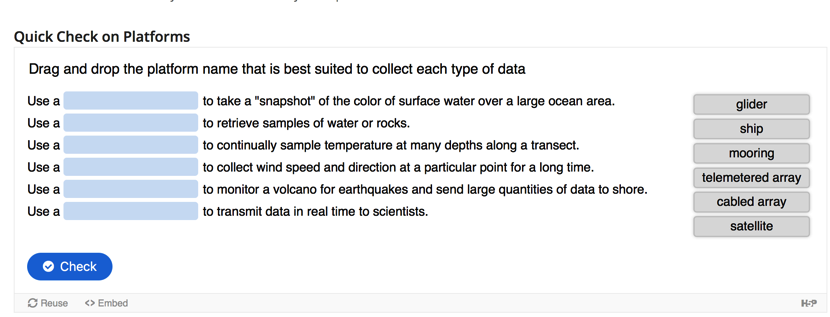 Quick Check on Platforms
Drag and drop the platform name that is best suited to collect each type of data
Use a to take a "snapshot" of the color of surface water over a large ocean area.
Use a to retrieve samples of water or rocks.
Use a to continually sample temperature at many depths along a transect.
Use a to collect wind speed and direction at a particular point for a long time.
Use a to monitor a volcano for earthquakes and send large quantities of data to shore.
Use a to transmit data in real time to scientists.
glider
ship
mooring
telemetered array
cabled array
satellite
Check
Reuse <> Embed
H5P